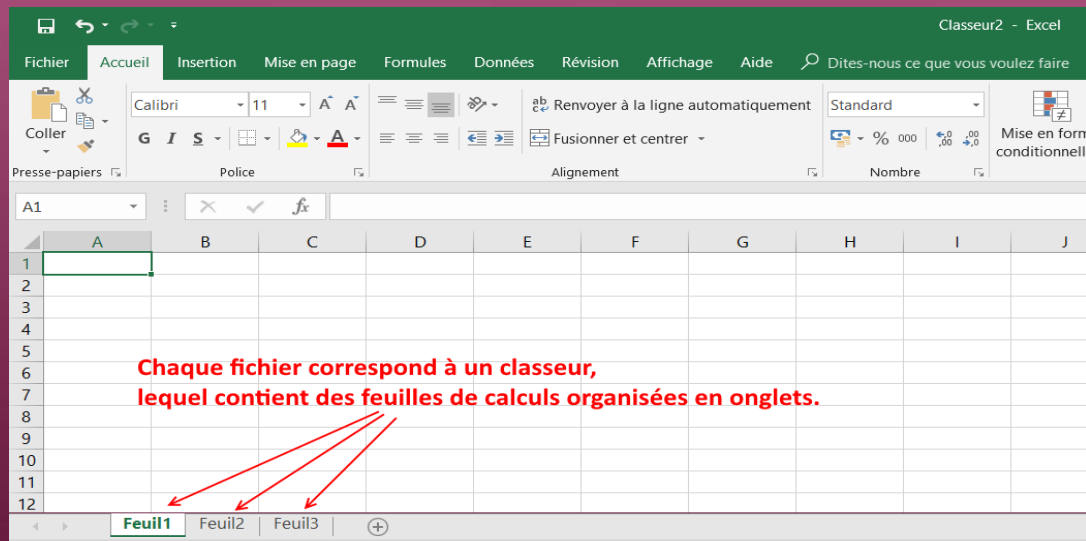 Classeur2 - Excel
Fichier Accueil Insertion Mise en page Formules Données Révision Affichage Aide Dites-nous ce que vous voulez faire
Calibri 11 A A ab Renvoyer à la ligne automatiquement Standard
Coller G I S A Fusionner et centrer % 000 ,00 ,00 Mise en form
conditionnell
Presse-papiers Police Alignement Nombre
A1 fx
A B C D E F G H I J
1
2
3
4
5
6
7
8
9
10
11
12
Chaque fichier correspond à un classeur,
lequel contient des feuilles de calculs organisées en onglets.
Feuil1 Feuil2 Feuil3